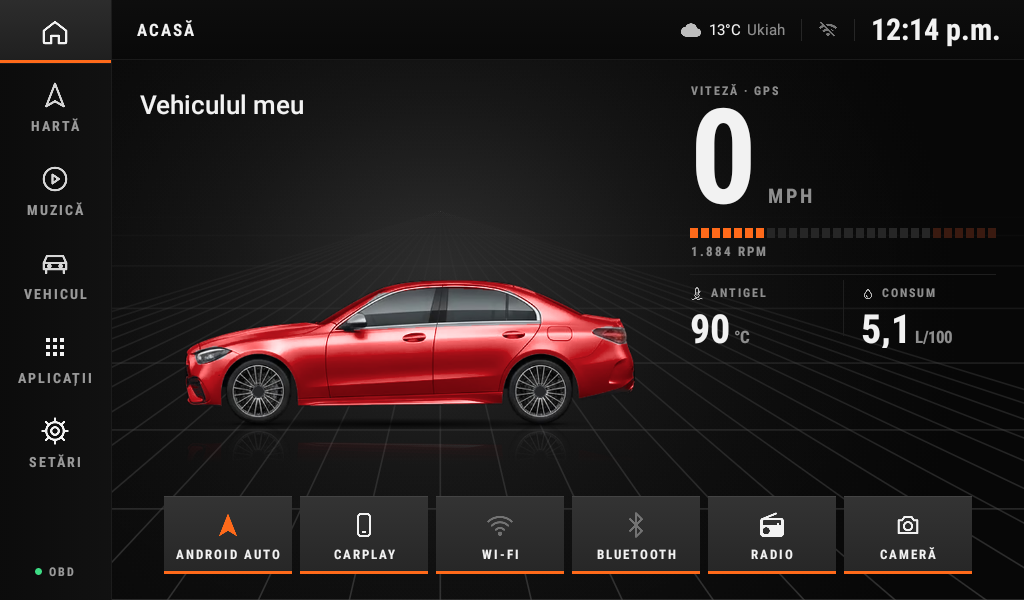 ACASĂ
13°C Ukiah
12:14 p.m.
HARTĂ
MUZICĂ
VEHICUL
APLICAȚII
SETĂRI
OBD
Vehiculul meu
VITEZĂ · GPS
0 MPH
1.884 RPM
ANTIGEL
90 °C
CONSUM
5,1 L/100
ANDROID AUTO
CARPLAY
WI-FI
BLUETOOTH
RADIO
CAMERĂ